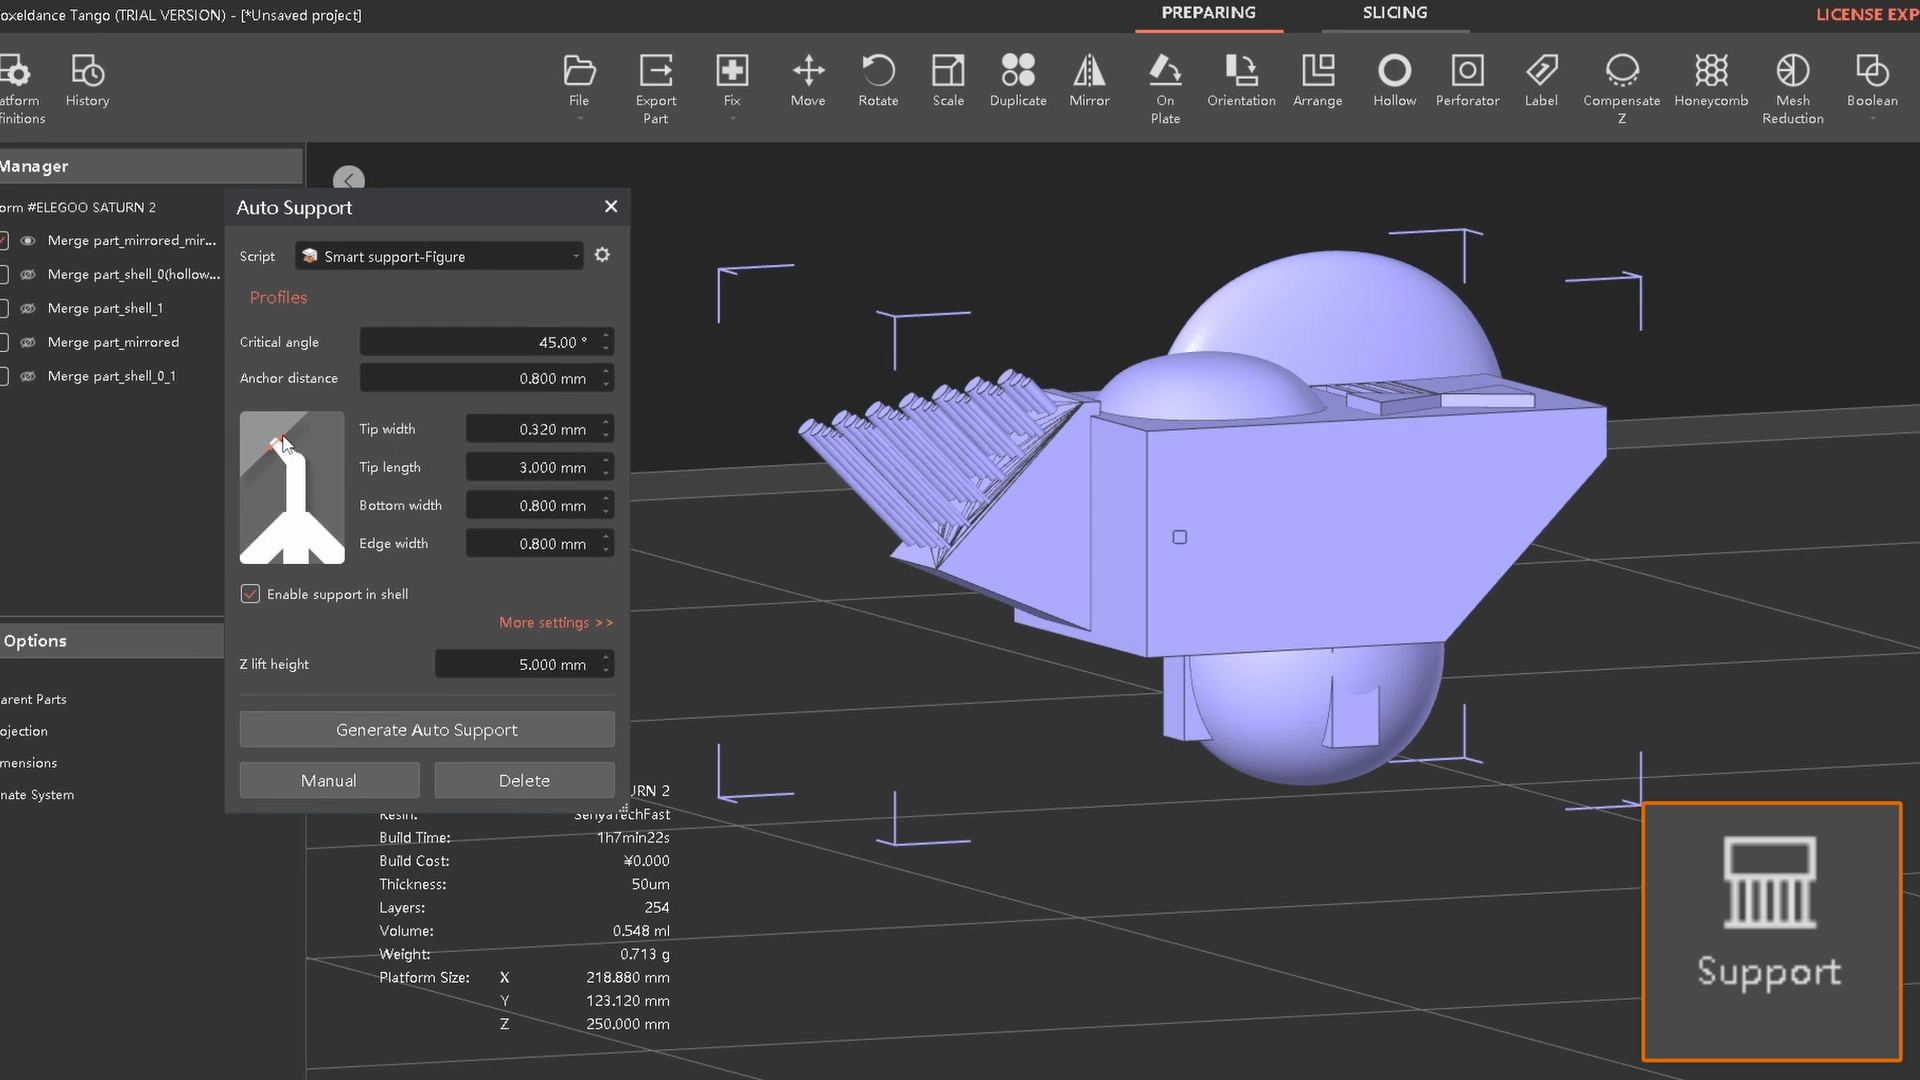 oxeldance Tango (TRIAL VERSION) - [*Unsaved project]
PREPARING
SLICING
LICENSE EXP
atform
finitions
History
File
Export
Part
Fix
Move
Rotate
Scale
Duplicate
Mirror
On
Plate
Orientation
Arrange
Hollow
Perforator
Label
Compensate
Z
Honeycomb
Mesh
Reduction
Boolean
Manager
orm #ELEGOO SATURN 2
Merge part_mirrored_mir...
Merge part_shell_0(hollow...
Merge part_shell_1
Merge part_mirrored
Merge part_shell_0_1
Options
arent Parts
ojection
mensions
nate System
Auto Support
Script
Smart support-Figure
Profiles
Critical angle
45.00 °
Anchor distance
0.800 mm
Tip width
0.320 mm
Tip length
3.000 mm
Bottom width
0.800 mm
Edge width
0.800 mm
Enable support in shell
More settings >>
Z lift height
5.000 mm
Generate Auto Support
Manual
Delete
URN 2
Resin:
SenyaTechFast
Build Time:
1h7min22s
Build Cost:
¥0.000
Thickness:
50um
Layers:
254
Volume:
0.548 ml
Weight:
0.713 g
Platform Size:
X
218.880 mm
Y
123.120 mm
Z
250.000 mm
Support